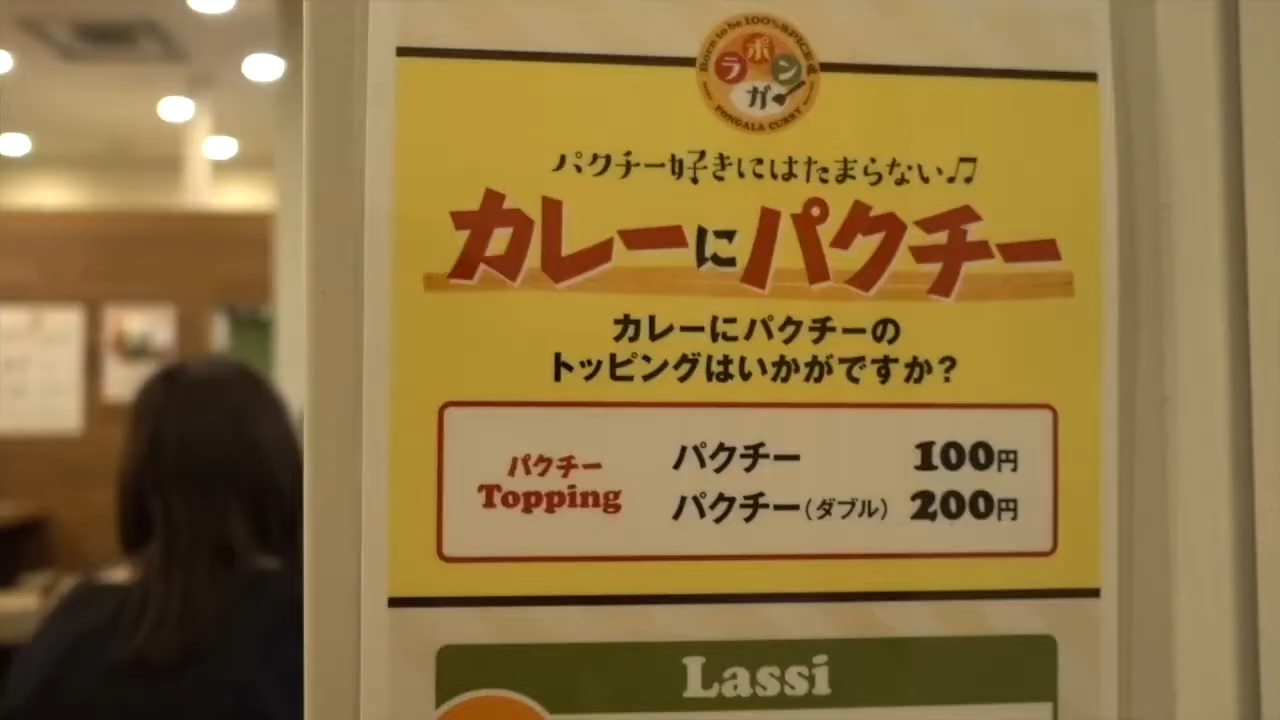 Born to be 100% SPICE
ポンガラ
PONGALA CURRY
パクチー好きにはたまらない♫
カレーにパクチー
カレーにパクチーの
トッピングはいかがですか?
パクチー
Topping
パクチー 100円
パクチー(ダブル) 200円
Lassi